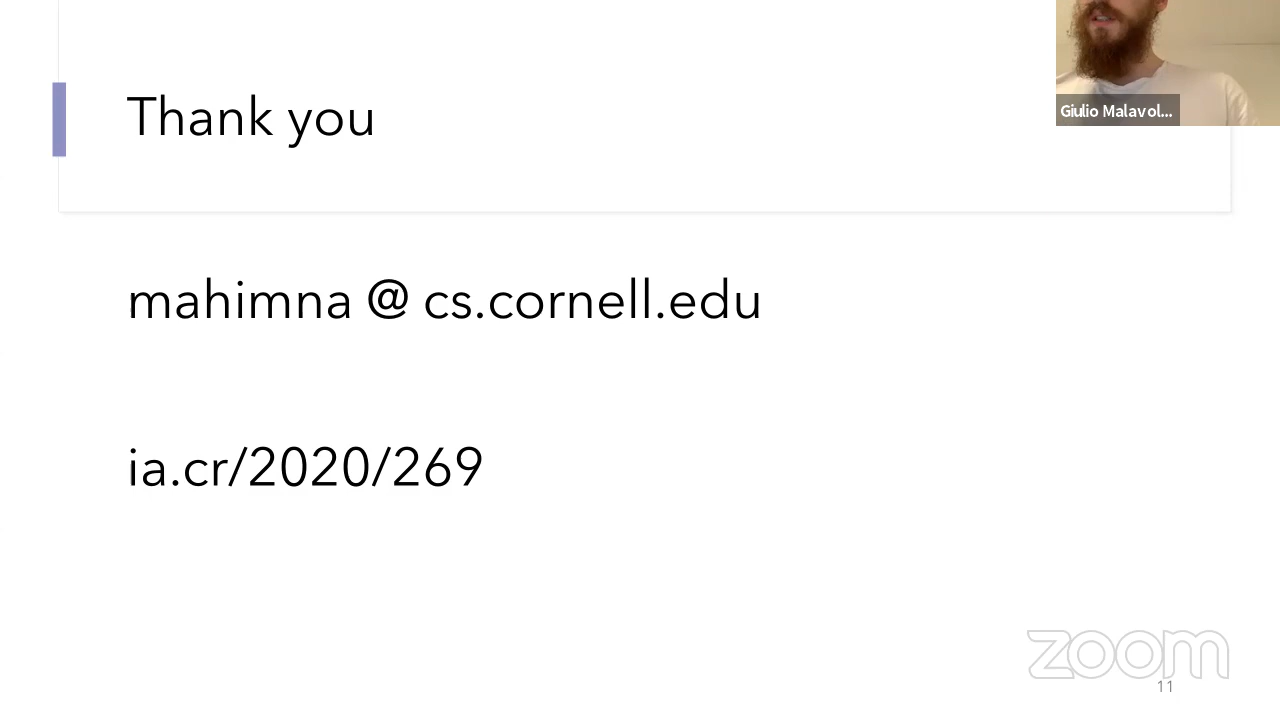 Thank you
Giulio Malavol...
mahimna @ cs.cornell.edu
ia.cr/2020/269
zoom
11